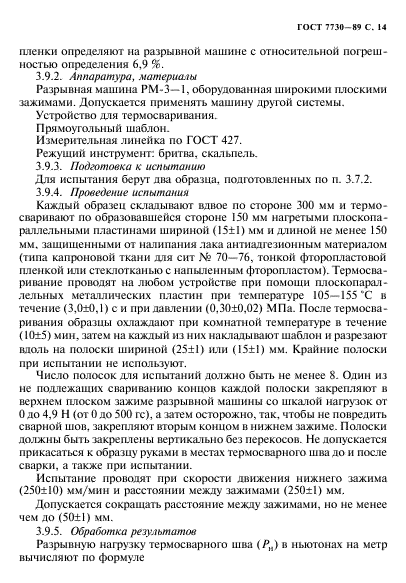 ГОСТ 7730—89 С. 14
пленки определяют на разрывной машине с относительной погреш-
ностью определения 6,9 %.
3.9.2. Аппаратура, материалы
Разрывная машина РМ-3—1, оборудованная широкими плоскими
зажимами. Допускается применять машину другой системы.
Устройство для термосваривания.
Прямоугольный шаблон.
Измерительная линейка по ГОСТ 427.
Режущий инструмент: бритва, скальпель.
3.9.3. Подготовка к испытанию
Для испытания берут два образца, подготовленных по п. 3.7.2.
3.9.4. Проведение испытания
Каждый образец складывают вдвое по стороне 300 мм и термо-
сваривают по образовавшейся стороне 150 мм нагретыми плоскопа-
раллельными пластинами шириной (15±1) мм и длиной не менее 150
мм, защищенными от налипания лака антиадгезионным материалом
(типа капроновой ткани для сит № 70—76, тонкой фторопластовой
пленкой или стеклотканью с напыленным фторопластом). Термосва-
ривание проводят на любом устройстве при помощи плоскопарал-
лельных металлических пластин при температуре 105—155 °С в
течение (3,0±0,1) с и при давлении (0,30±0,02) МПа. После термосва-
ривания образцы охлаждают при комнатной температуре в течение
(10±5) мин, затем на каждый из них накладывают шаблон и разрезают
вдоль на полоски шириной (25±1) или (15±1) мм. Крайние полоски
при испытании не используют.
Число полосок для испытаний должно быть не менее 8. Один из
не подлежащих свариванию концов каждой полоски закрепляют в
верхнем плоском зажиме разрывной машины со шкалой нагрузок от
0 до 4,9 Н (от 0 до 500 гс), а затем осторожно, так, чтобы не повредить
сварной шов, закрепляют вторым концом в нижнем зажиме. Полоски
должны быть закреплены вертикально без перекосов. Не допускается
прикасаться к образцу руками в местах термосварного шва до и после
сварки, а также при испытании.
Испытание проводят при скорости движения нижнего зажима
(250±10) мм/мин и расстоянии между зажимами (250±1) мм.
Допускается сокращать расстояние между зажимами, но не менее
чем до (50±1) мм.
3.9.5. Обработка результатов
Разрывную нагрузку термосварного шва (Pн) в ньютонах на метр
вычисляют по формуле